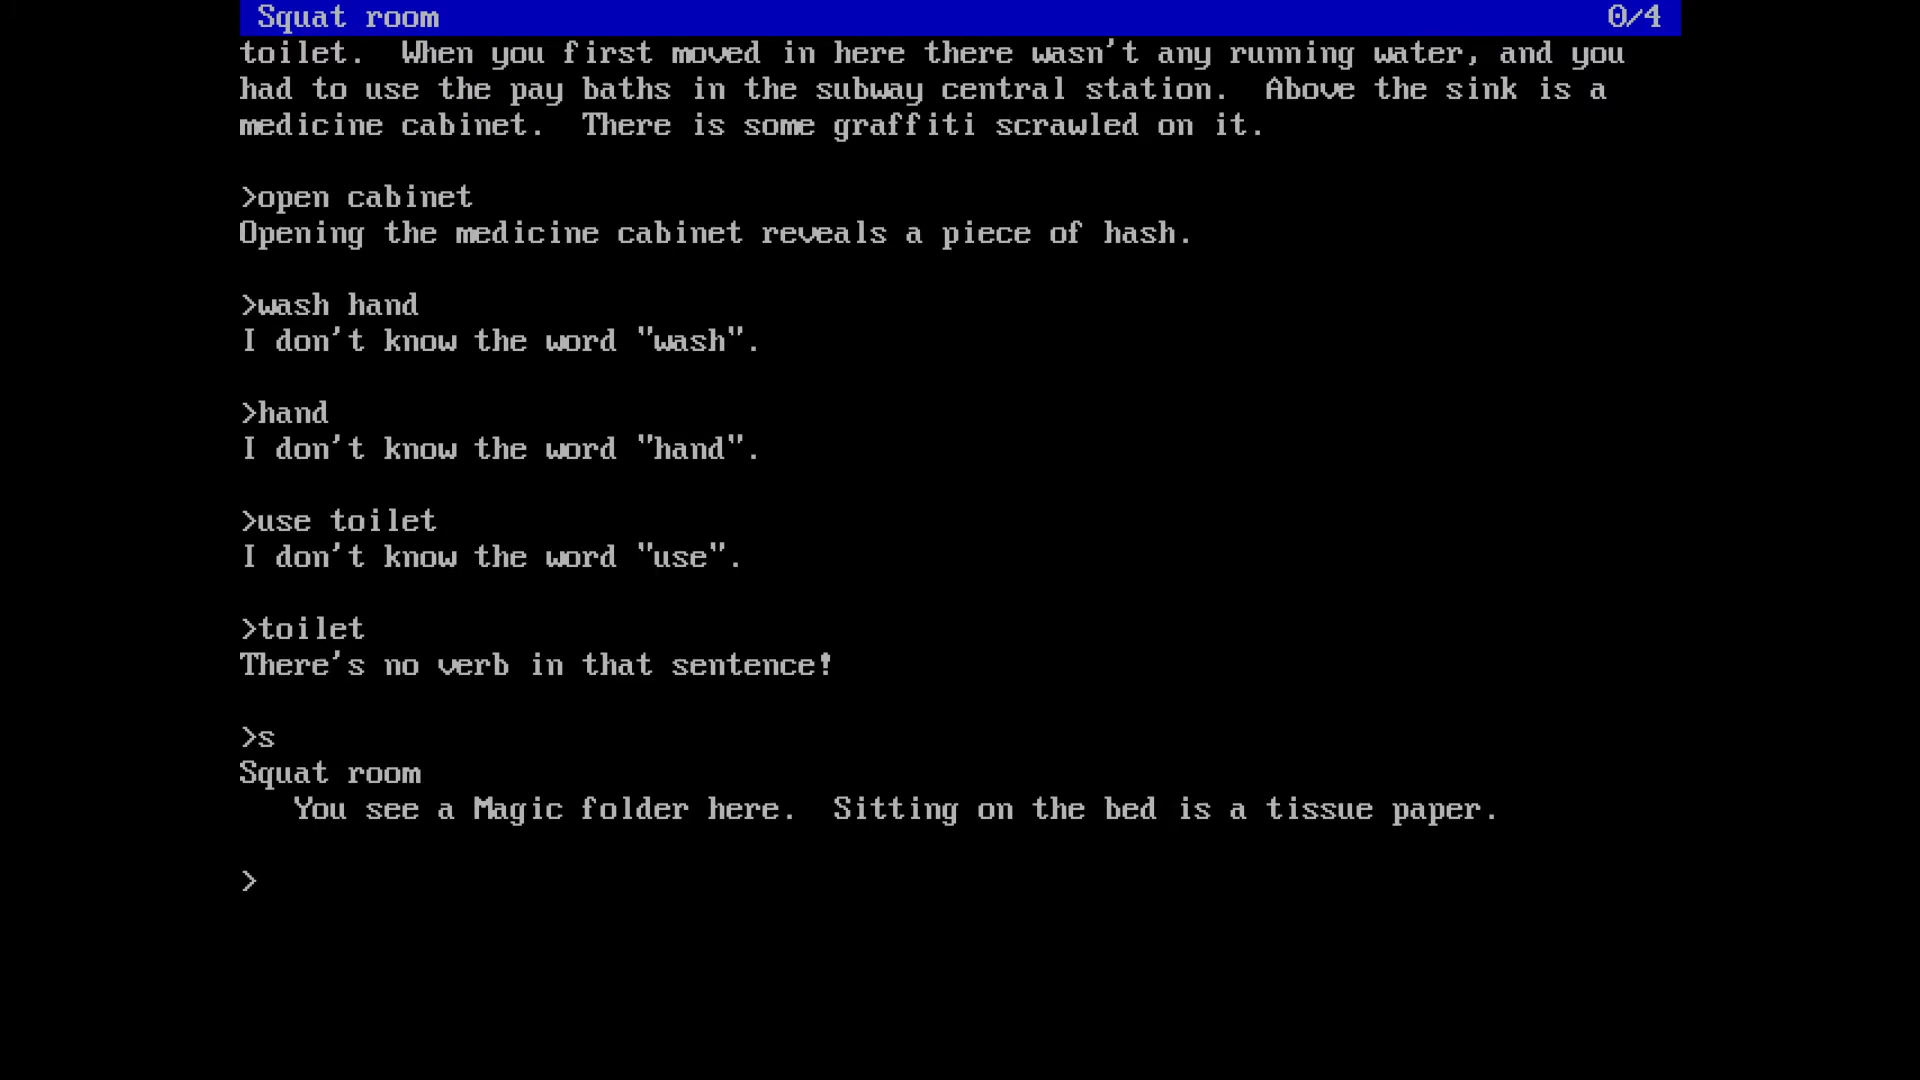 Squat room 0/4
toilet.  When you first moved in here there wasn't any running water, and you
had to use the pay baths in the subway central station.  Above the sink is a
medicine cabinet.  There is some graffiti scrawled on it.
>open cabinet
Opening the medicine cabinet reveals a piece of hash.
>wash hand
I don't know the word "wash".
>hand
I don't know the word "hand".
>use toilet
I don't know the word "use".
>toilet
There's no verb in that sentence!
>s
Squat room
You see a Magic folder here.  Sitting on the bed is a tissue paper.
>